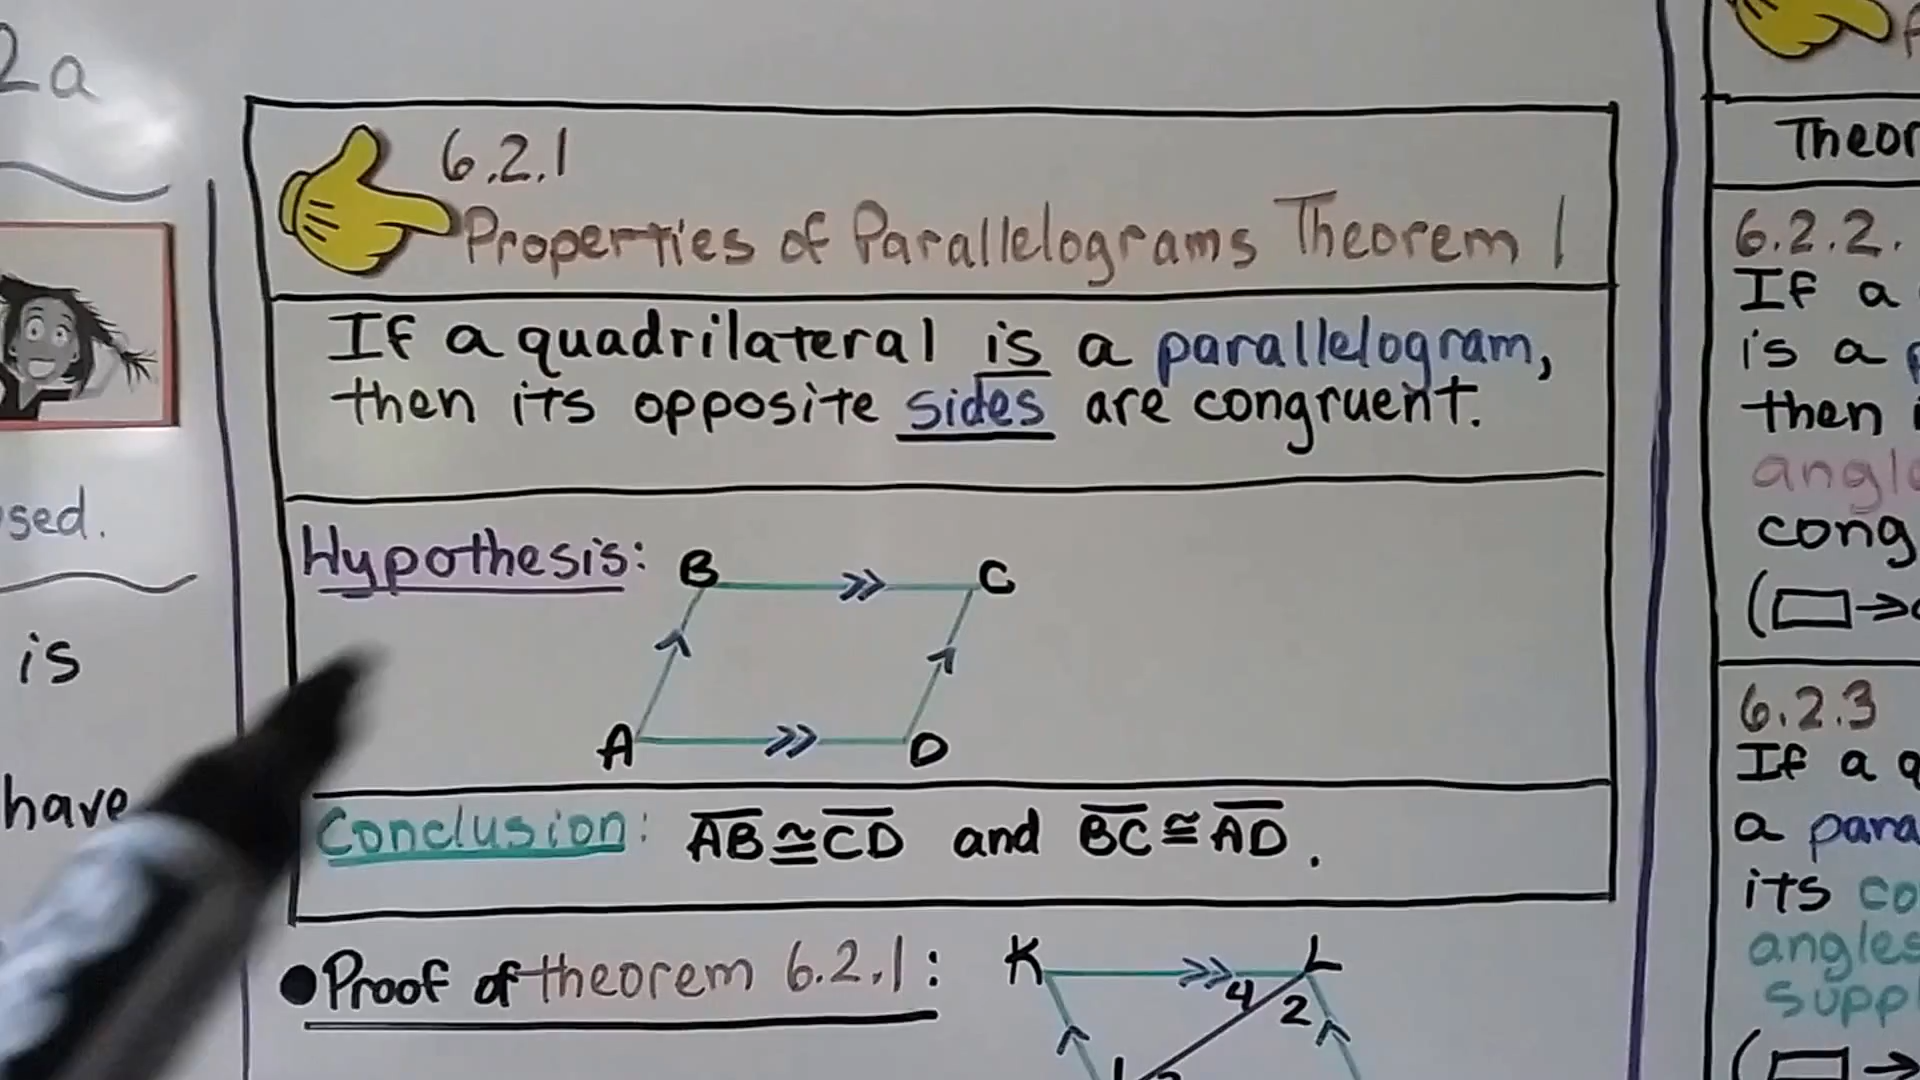 2a
sed.
is
have
6.2.1
Properties of Parallelograms Theorem 1
If a quadrilateral is a parallelogram,
then its opposite sides are congruent.
Hypothesis:
B C
A D
Conclusion: AB ≅ CD and BC ≅ AD.
● Proof of theorem 6.2.1:
K L
4 2
6.2.2.
If a
is a
then
cong
6.2.3
If a q
a para
its co
angles
supp